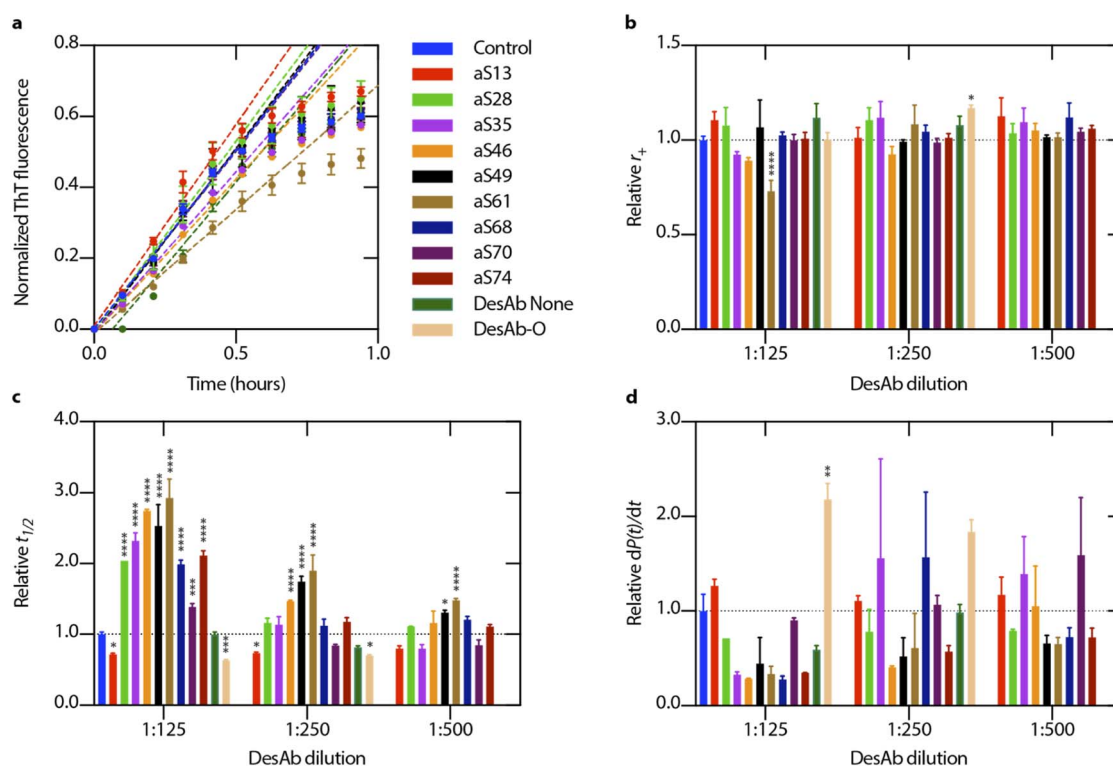 a
0.8
0.6
0.4
0.2
0.0
Normalized ThT fluorescence
0.0
0.5
1.0
Time (hours)
Control
aS13
aS28
aS35
aS46
aS49
aS61
aS68
aS70
aS74
DesAb None
DesAb-O
b
1.5
1.0
0.5
0.0
Relative r+
****
*
1:125
1:250
1:500
DesAb dilution
c
4.0
3.0
2.0
1.0
0.0
Relative t1/2
*
****
****
****
****
****
****
***
****
***
*
****
****
****
*
*
****
1:125
1:250
1:500
DesAb dilution
d
3.0
2.0
1.0
0.0
Relative dP(t)/dt
**
1:125
1:250
1:500
DesAb dilution